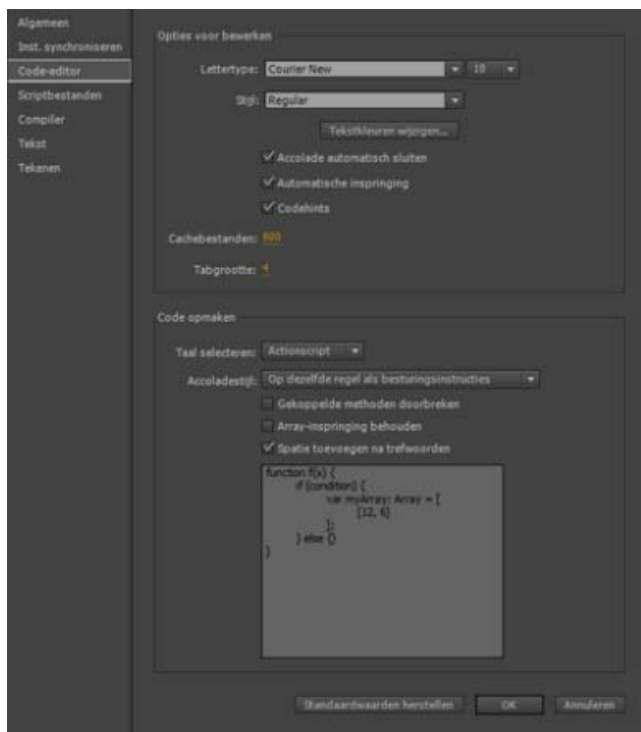 Algemeen
Inst. synchroniseren
Code-editor
Scriptbestanden
Compiler
Tekst
Tekenen
Opties voor bewerken
Lettertype: Courier New 10
Stijl: Regular
Tekstkleuren wijzigen...
Accolade automatisch sluiten
Automatische inspringing
Codehints
Cachebestanden: 800
Tabgrootte: 4
Code opmaken
Taal selecteren: Actionscript
Accoladestijl: Op dezelfde regel als besturingsinstructies
Gekoppelde methoden doorbreken
Array-inspringing behouden
Spatie toevoegen na trefwoorden
function f(x) {
if (condition) {
var myArray: Array = [
[12, 6]
];
} else {}
}
Standaardwaarden herstellen OK Annuleren